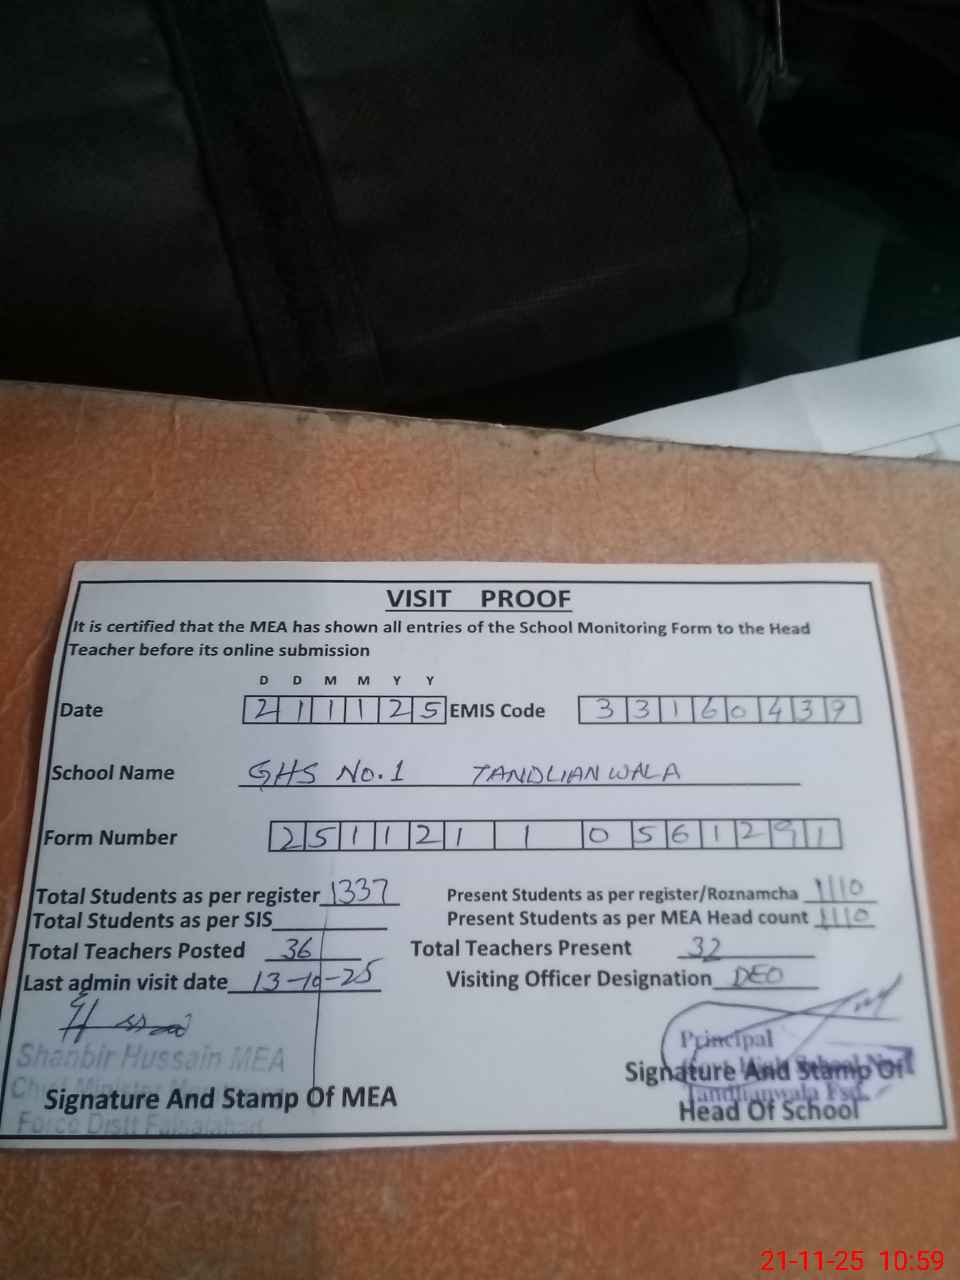 VISIT PROOF
It is certified that the MEA has shown all entries of the School Monitoring Form to the Head
Teacher before its online submission
D D M M Y Y
Date 2 1 1 1 2 5 EMIS Code 3 3 1 6 0 4 3 9
School Name GHS No. 1 TANDLIANWALA
Form Number 2 5 1 1 2 1 1 0 5 6 1 2 9 1
Total Students as per register 1337 Present Students as per register/Roznamcha 1110
Total Students as per SIS Present Students as per MEA Head count 1110
Total Teachers Posted 36 Total Teachers Present 32
Last admin visit date 13-10-25 Visiting Officer Designation DEO
Principal
Shabbir Hussain MEA
Signature And Stamp Of
Signature And Stamp Of MEA
Tandlianwala Fsd.
Head Of School
Force Distt Faisalabad
21-11-25 10:59